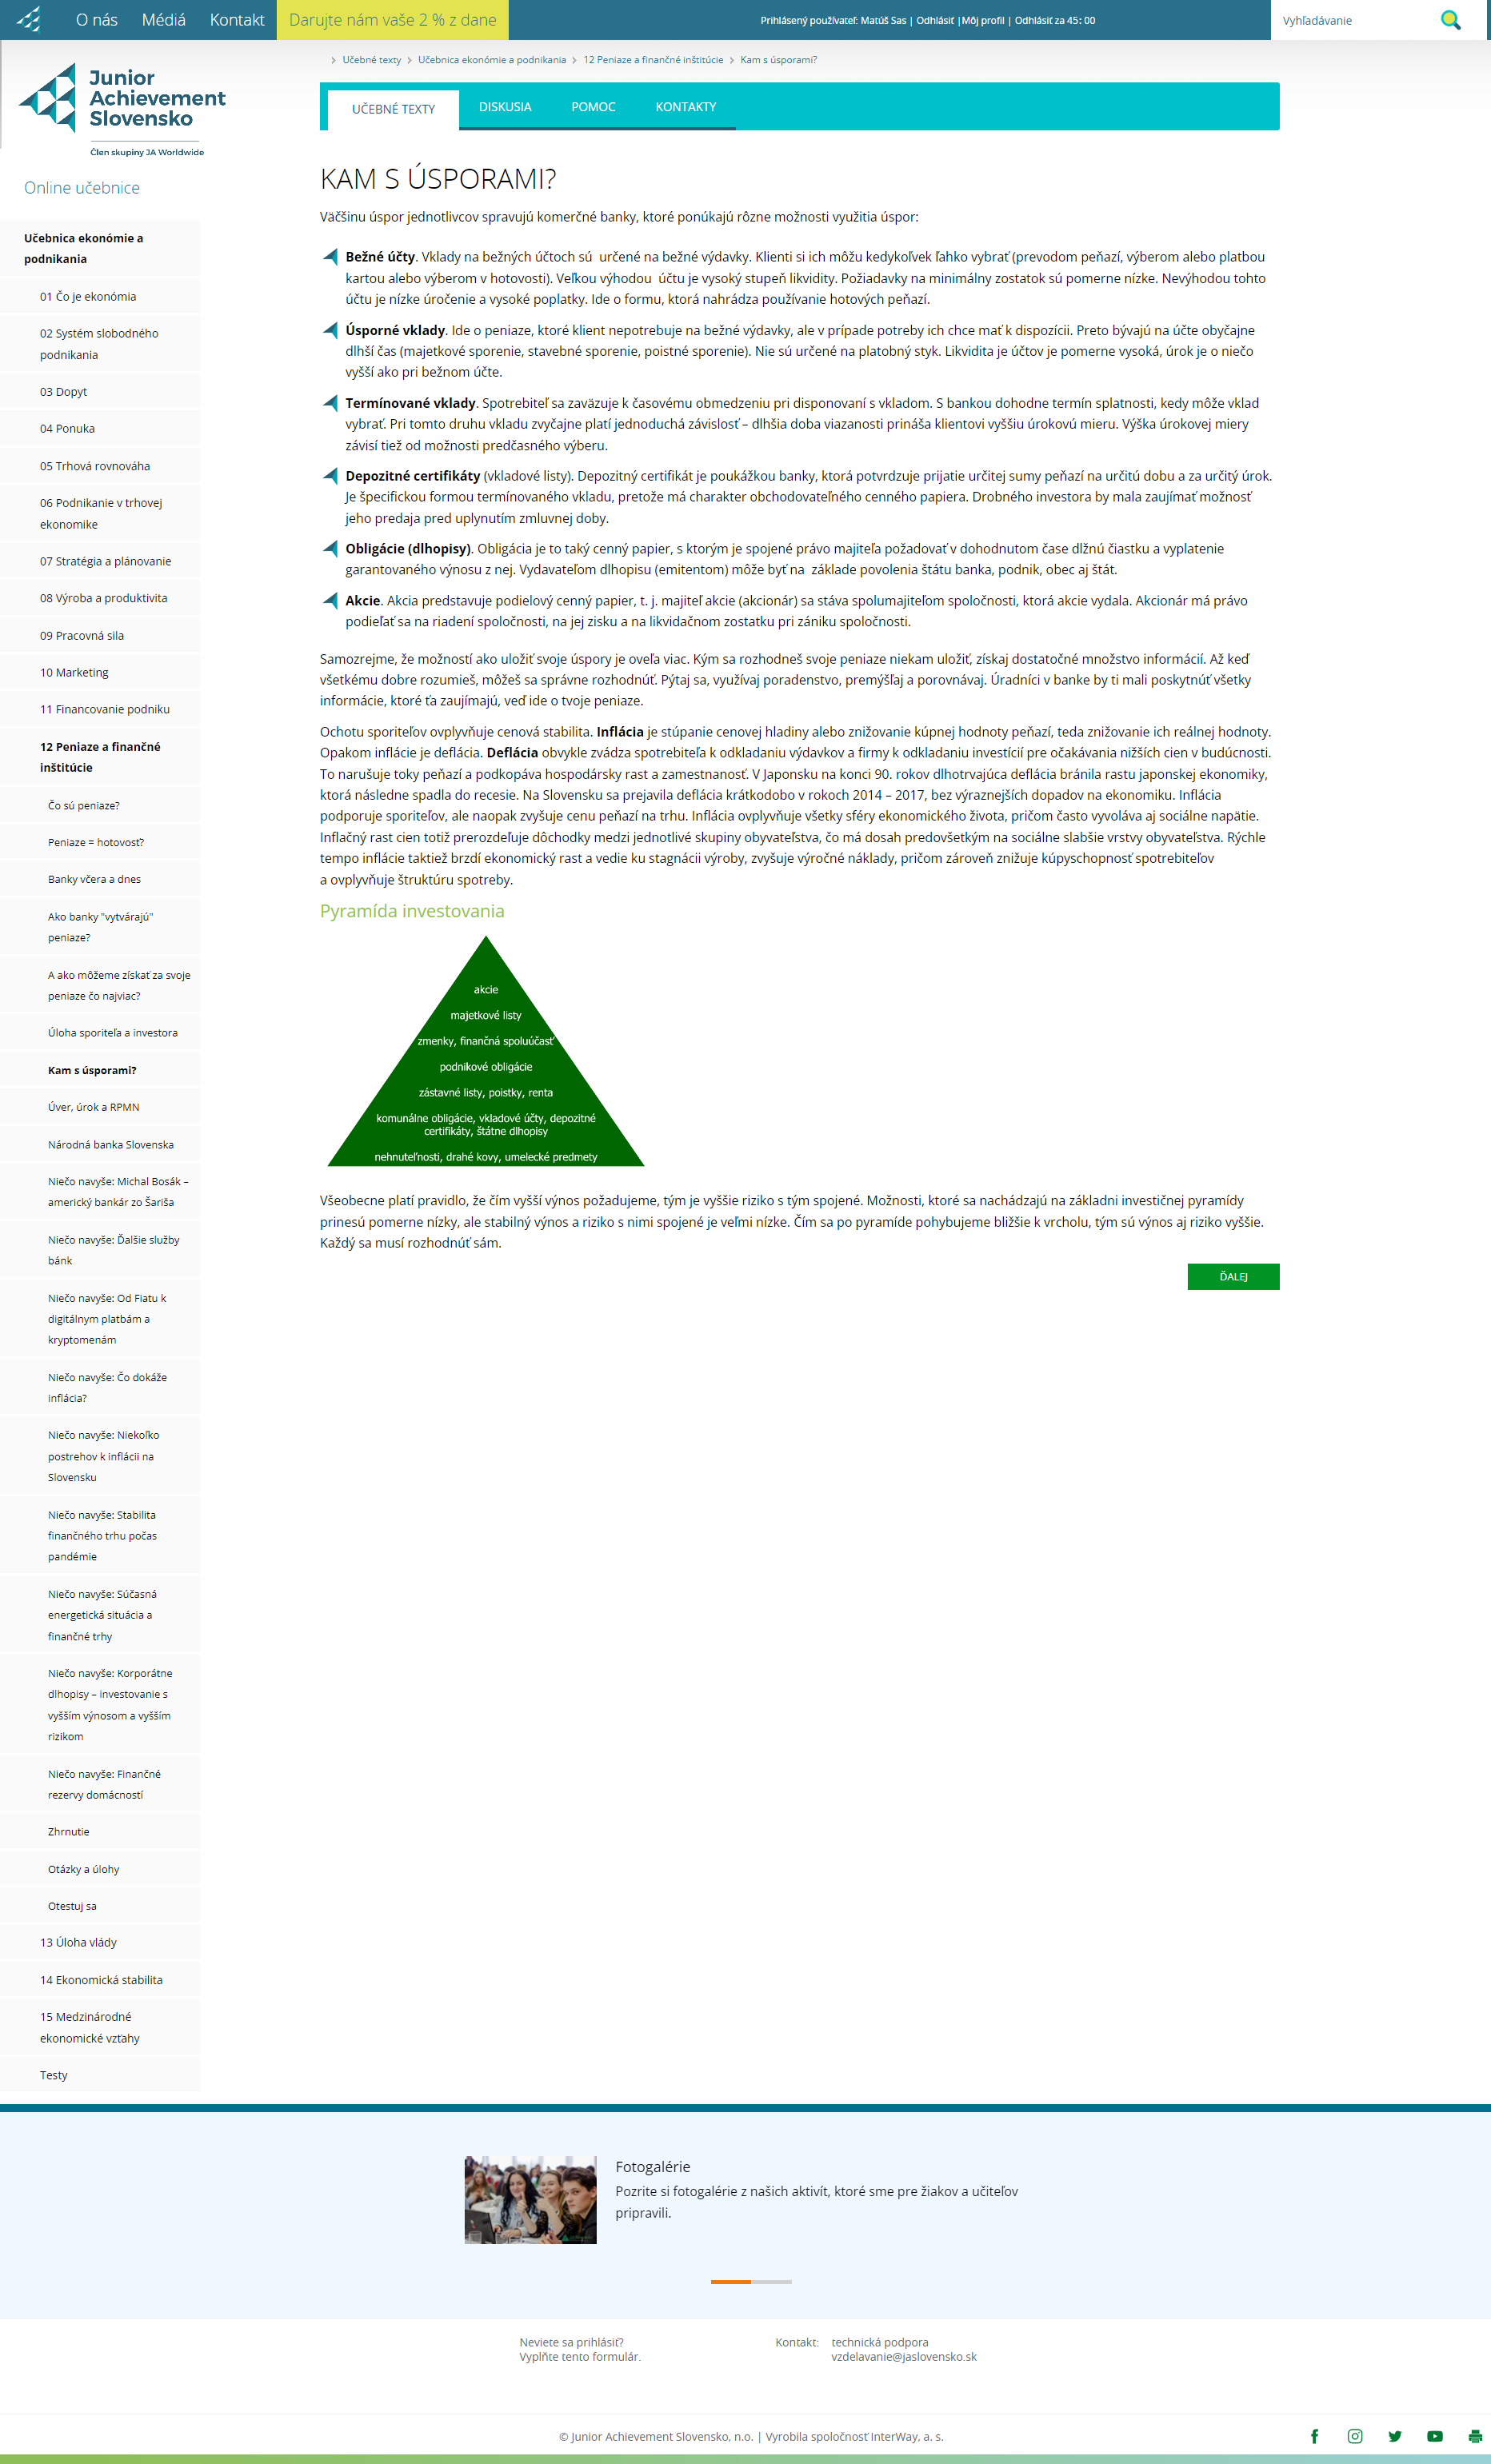 O nás Médiá Kontakt Darujte nám vaše 2 % z dane Prihlásený používateľ: Matúš Sas | Odhlásiť |Môj profil | Odhlásiť za 45: 00 Vyhľadávanie
Učebné texty Učebnica ekonómie a podnikania 12 Peniaze a finančné inštitúcie Kam s úsporami?
Junior
Achievement
Slovensko
Člen skupiny JA Worldwide
UČEBNÉ TEXTY DISKUSIA POMOC KONTAKTY
Online učebnice
Učebnica ekonómie a
podnikania
01 Čo je ekonómia
02 Systém slobodného
podnikania
03 Dopyt
04 Ponuka
05 Trhová rovnováha
06 Podnikanie v trhovej
ekonomike
07 Stratégia a plánovanie
08 Výroba a produktivita
09 Pracovná sila
10 Marketing
11 Financovanie podniku
12 Peniaze a finančné
inštitúcie
Čo sú peniaze?
Peniaze = hotovosť?
Banky včera a dnes
Ako banky "vytvárajú"
peniaze?
A ako môžeme získať za svoje
peniaze čo najviac?
Úloha sporiteľa a investora
Kam s úsporami?
Úver, úrok a RPMN
Národná banka Slovenska
Niečo navyše: Michal Bosák –
americký bankár zo Šariša
Niečo navyše: Ďalšie služby
bánk
Niečo navyše: Od Fiatu k
digitálnym platbám a
kryptomenám
Niečo navyše: Čo dokáže
inflácia?
Niečo navyše: Niekoľko
postrehov k inflácii na
Slovensku
Niečo navyše: Stabilita
finančného trhu počas
pandémie
Niečo navyše: Súčasná
energetická situácia a
finančné trhy
Niečo navyše: Korporátne
dlhopisy – investovanie s
vyšším výnosom a vyšším
rizikom
Niečo navyše: Finančné
rezervy domácností
Zhrnutie
Otázky a úlohy
Otestuj sa
13 Úloha vlády
14 Ekonomická stabilita
15 Medzinárodné
ekonomické vzťahy
Testy
KAM S ÚSPORAMI?
Väčšinu úspor jednotlivcov spravujú komerčné banky, ktoré ponúkajú rôzne možnosti využitia úspor:
Bežné účty. Vklady na bežných účtoch sú určené na bežné výdavky. Klienti si ich môžu kedykoľvek ľahko vybrať (prevodom peňazí, výberom alebo platbou
kartou alebo výberom v hotovosti). Veľkou výhodou účtu je vysoký stupeň likvidity. Požiadavky na minimálny zostatok sú pomerne nízke. Nevýhodou tohto
účtu je nízke úročenie a vysoké poplatky. Ide o formu, ktorá nahrádza používanie hotových peňazí.
Úsporné vklady. Ide o peniaze, ktoré klient nepotrebuje na bežné výdavky, ale v prípade potreby ich chce mať k dispozícii. Preto bývajú na účte obyčajne
dlhší čas (majetkové sporenie, stavebné sporenie, poistné sporenie). Nie sú určené na platobný styk. Likvidita je účtov je pomerne vysoká, úrok je o niečo
vyšší ako pri bežnom účte.
Termínované vklady. Spotrebiteľ sa zaväzuje k časovému obmedzeniu pri disponovaní s vkladom. S bankou dohodne termín splatnosti, kedy môže vklad
vybrať. Pri tomto druhu vkladu zvyčajne platí jednoduchá závislosť – dlhšia doba viazanosti prináša klientovi vyššiu úrokovú mieru. Výška úrokovej miery
závisí tiež od možnosti predčasného výberu.
Depozitné certifikáty (vkladové listy). Depozitný certifikát je poukážkou banky, ktorá potvrdzuje prijatie určitej sumy peňazí na určitú dobu a za určitý úrok.
Je špecifickou formou termínovaného vkladu, pretože má charakter obchodovateľného cenného papiera. Drobného investora by mala zaujímať možnosť
jeho predaja pred uplynutím zmluvnej doby.
Obligácie (dlhopisy). Obligácia je to taký cenný papier, s ktorým je spojené právo majiteľa požadovať v dohodnutom čase dlžnú čiastku a vyplatenie
garantovaného výnosu z nej. Vydavateľom dlhopisu (emitentom) môže byť na základe povolenia štátu banka, podnik, obec aj štát.
Akcie. Akcia predstavuje podielový cenný papier, t. j. majiteľ akcie (akcionár) sa stáva spolumajiteľom spoločnosti, ktorá akcie vydala. Akcionár má právo
podieľať sa na riadení spoločnosti, na jej zisku a na likvidačnom zostatku pri zániku spoločnosti.
Samozrejme, že možností ako uložiť svoje úspory je oveľa viac. Kým sa rozhodneš svoje peniaze niekam uložiť, získaj dostatočné množstvo informácií. Až keď
všetkému dobre rozumieš, môžeš sa správne rozhodnúť. Pýtaj sa, využívaj poradenstvo, premýšľaj a porovnávaj. Úradníci v banke by ti mali poskytnúť všetky
informácie, ktoré ťa zaujímajú, veď ide o tvoje peniaze.
Ochotu sporiteľov ovplyvňuje cenová stabilita. Inflácia je stúpanie cenovej hladiny alebo znižovanie kúpnej hodnoty peňazí, teda znižovanie ich reálnej hodnoty.
Opakom inflácie je deflácia. Deflácia obvykle zvádza spotrebiteľa k odkladaniu výdavkov a firmy k odkladaniu investícií pre očakávania nižších cien v budúcnosti.
To narušuje toky peňazí a podkopáva hospodársky rast a zamestnanosť. V Japonsku na konci 90. rokov dlhotrvajúca deflácia bránila rastu japonskej ekonomiky,
ktorá následne spadla do recesie. Na Slovensku sa prejavila deflácia krátkodobo v rokoch 2014 – 2017, bez výraznejších dopadov na ekonomiku. Inflácia
podporuje sporiteľov, ale naopak zvyšuje cenu peňazí na trhu. Inflácia ovplyvňuje všetky sféry ekonomického života, pričom často vyvoláva aj sociálne napätie.
Inflačný rast cien totiž prerozdeľuje dôchodky medzi jednotlivé skupiny obyvateľstva, čo má dosah predovšetkým na sociálne slabšie vrstvy obyvateľstva. Rýchle
tempo inflácie taktiež brzdí ekonomický rast a vedie ku stagnácii výroby, zvyšuje výročné náklady, pričom zároveň znižuje kúpyschopnosť spotrebiteľov
a ovplyvňuje štruktúru spotreby.
Pyramída investovania
akcie
majetkové listy
zmenky, finančná spoluúčasť
podnikové obligácie
zástavné listy, poistky, renta
komunálne obligácie, vkladové účty, depozitné
certifikáty, štátne dlhopisy
nehnuteľnosti, drahé kovy, umelecké predmety
Všeobecne platí pravidlo, že čím vyšší výnos požadujeme, tým je vyššie riziko s tým spojené. Možnosti, ktoré sa nachádzajú na základni investičnej pyramídy
prinesú pomerne nízky, ale stabilný výnos a riziko s nimi spojené je veľmi nízke. Čím sa po pyramíde pohybujeme bližšie k vrcholu, tým sú výnos aj riziko vyššie.
Každý sa musí rozhodnúť sám.
ĎALEJ
Fotogalérie
Pozrite si fotogalérie z našich aktivít, ktoré sme pre žiakov a učiteľov
pripravili.
Neviete sa prihlásiť?
Vyplňte tento formulár.
Kontakt: technická podpora
vzdelavanie@jaslovensko.sk
© Junior Achievement Slovensko, n.o. | Vyrobila spoločnosť InterWay, a. s.